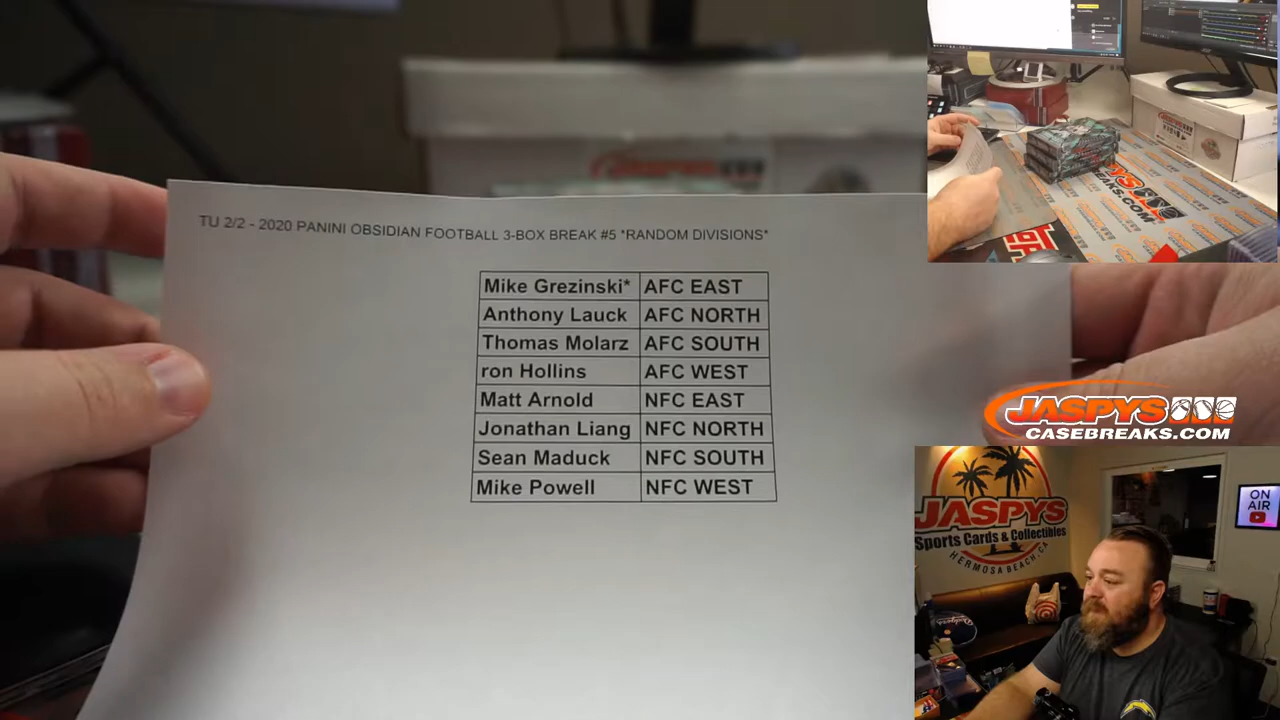 TU 2/2 - 2020 PANINI OBSIDIAN FOOTBALL 3-BOX BREAK #5 *RANDOM DIVISIONS*
Mike Grezinski* AFC EAST
Anthony Lauck AFC NORTH
Thomas Molarz AFC SOUTH
ron Hollins AFC WEST
Matt Arnold NFC EAST
Jonathan Liang NFC NORTH
Sean Maduck NFC SOUTH
Mike Powell NFC WEST
JASPYS
CASEBREAKS.COM
JASPYS
Sports Cards & Collectibles
HERMOSA BEACH, CA
ON
AIR